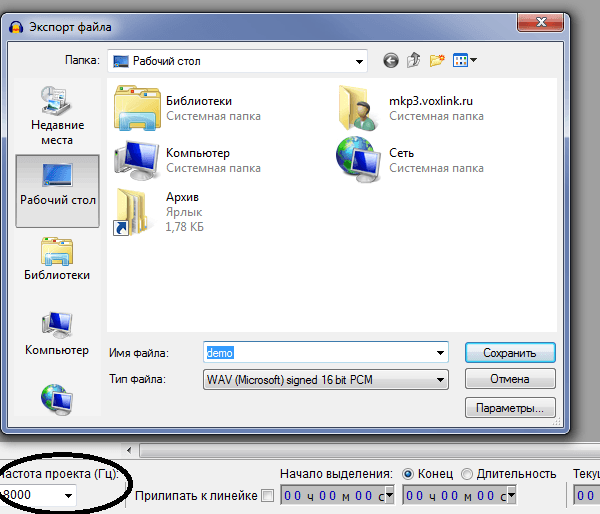 Экспорт файла
Папка: Рабочий стол
Недавние
места
Рабочий стол
Библиотеки
Компьютер
Библиотеки
Системная папка
mkp3.voxlink.ru
Системная папка
Компьютер
Системная папка
Сеть
Системная папка
Архив
Ярлык
1,78 КБ
Имя файла: demo Сохранить
Тип файла: WAV (Microsoft) signed 16 bit PCM Отмена
Параметры...
астота проекта (Гц): Начало выделения: Конец Длительность Теку
8000 Прилипать к линейке 00 ч 00 м 00 с 00 ч 00 м 00 с 00